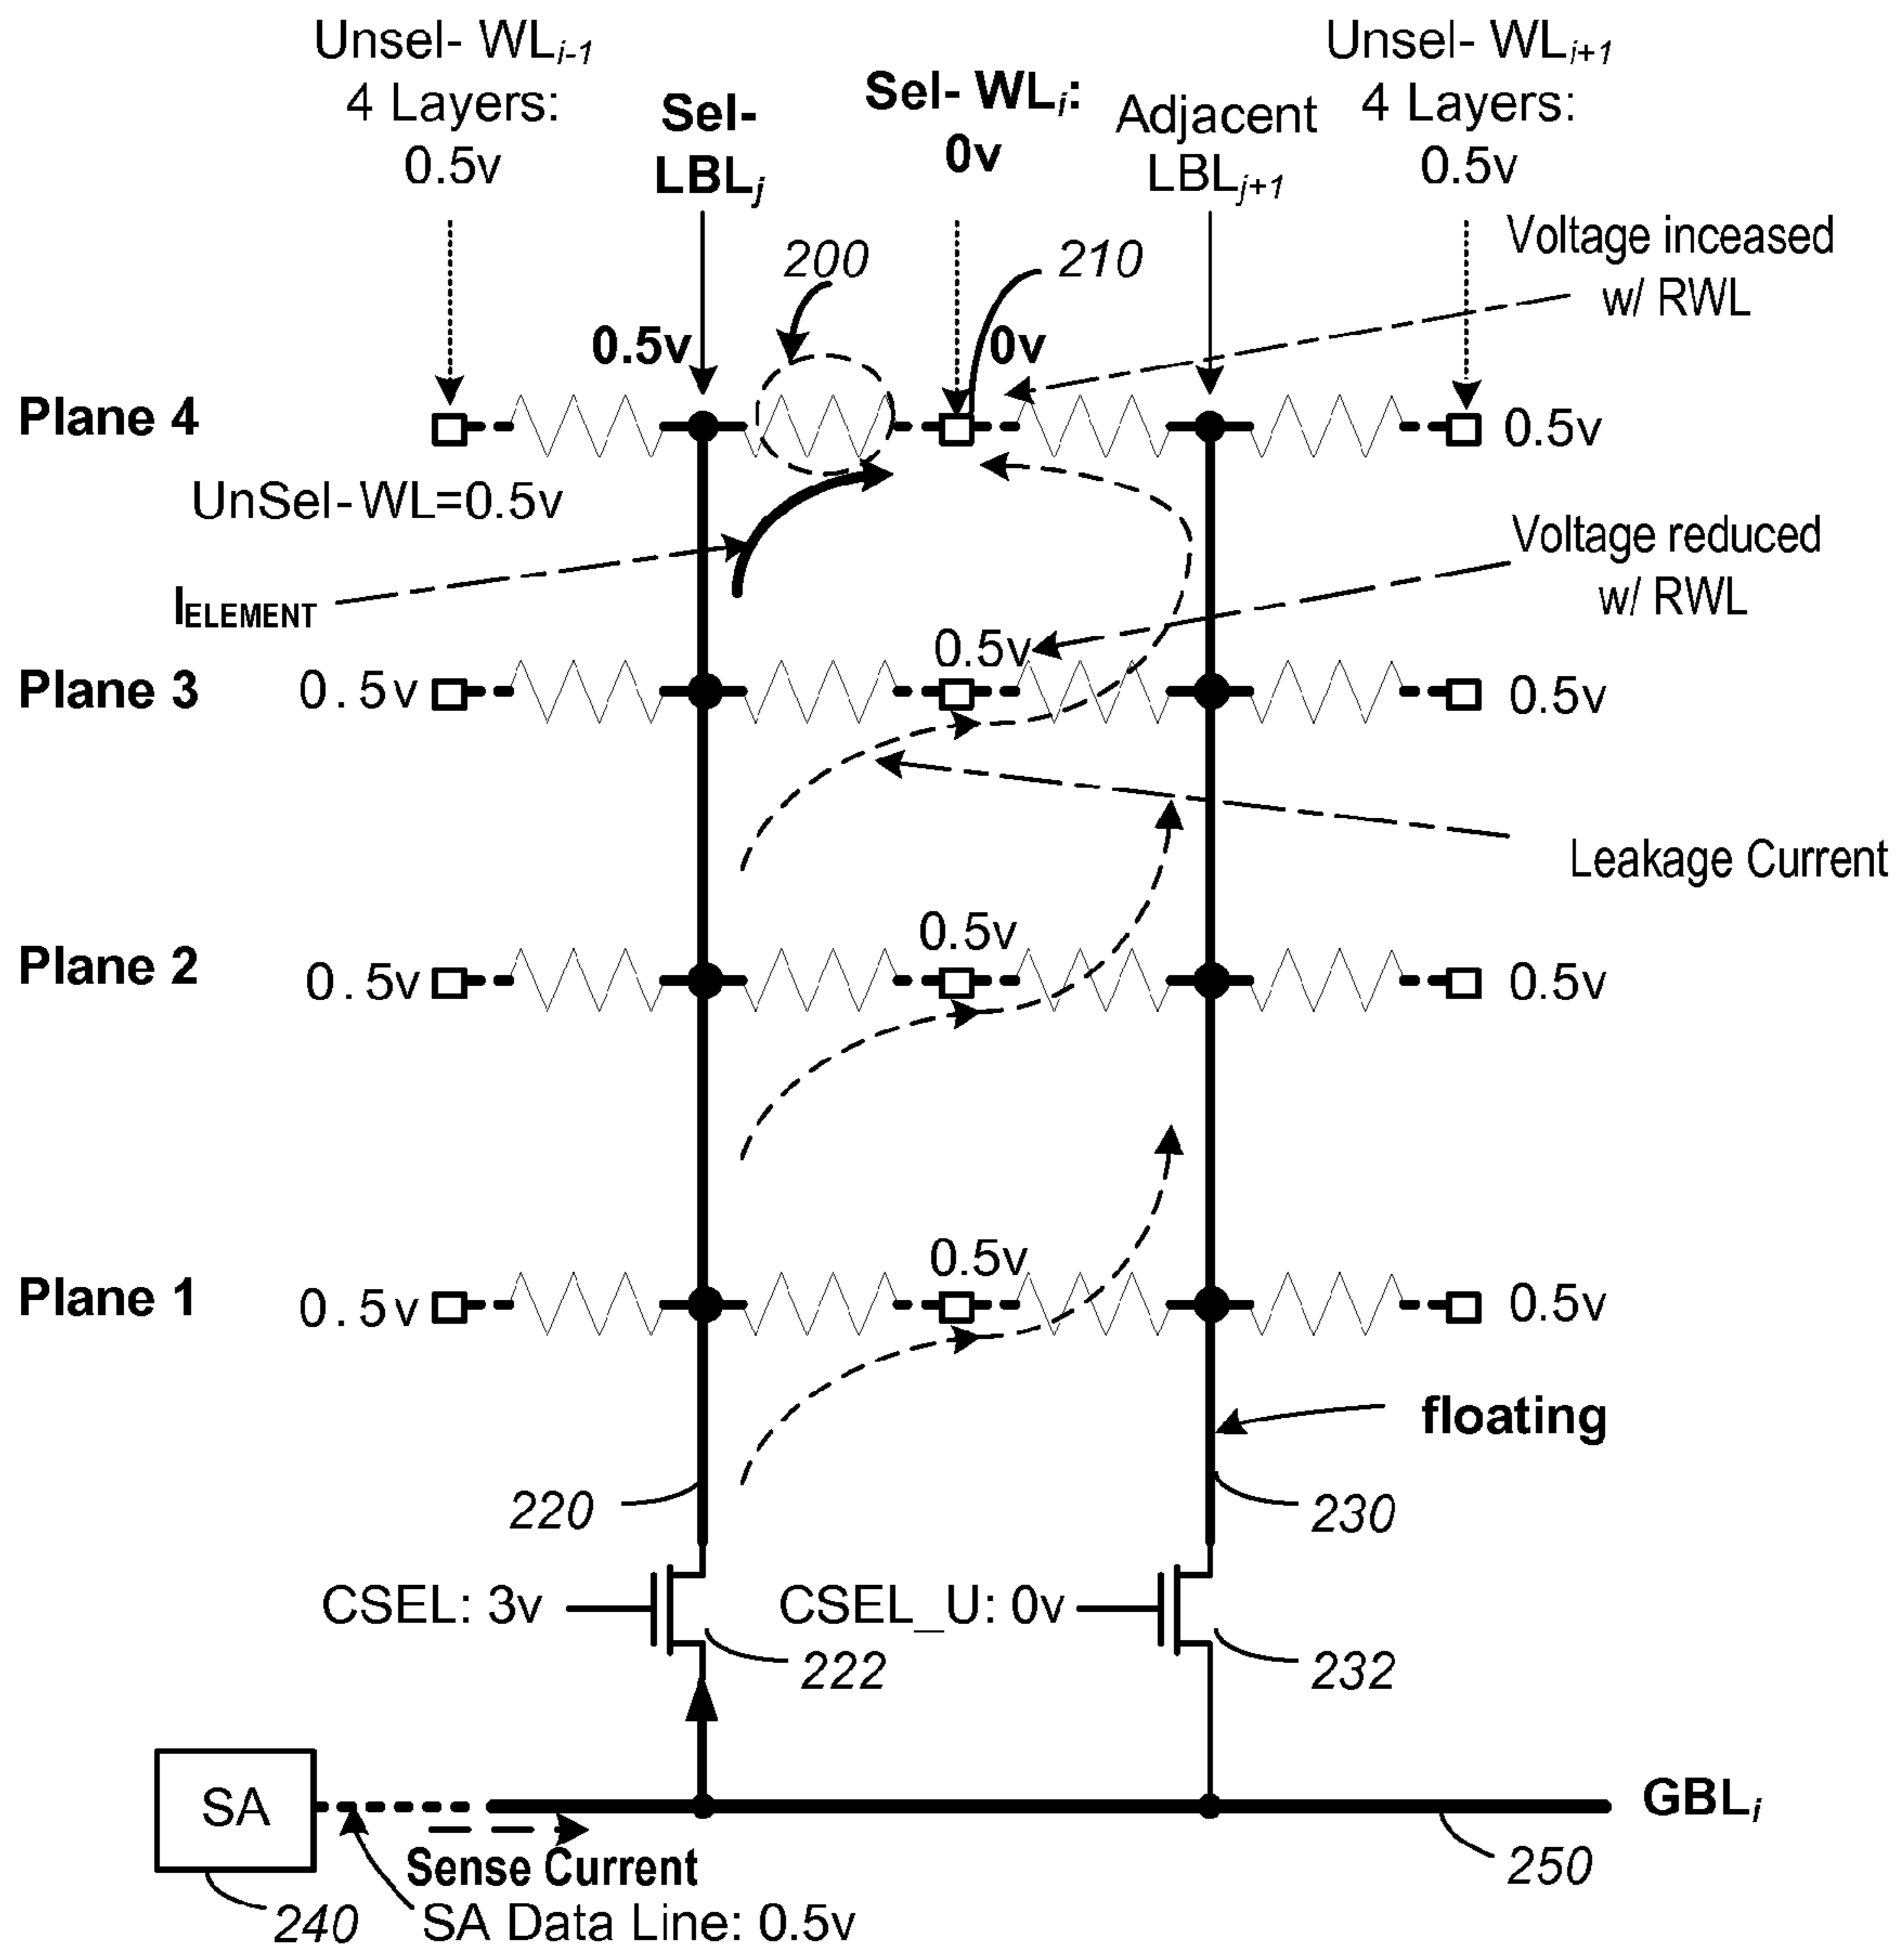 Unsel- WLi-1
4 Layers:
0.5v
Sel-
LBLj
Sel- WLi:
0v
Adjacent
LBLj+1
Unsel- WLi+1
4 Layers:
0.5v
Voltage inceased
w/ RWL
200
210
0.5v
0v
Plane 4
0.5v
UnSel-WL=0.5v
Voltage reduced
w/ RWL
IELEMENT
0.5v
Plane 3
0.5v
0.5v
Leakage Current
0.5v
Plane 2
0.5v
0.5v
0.5v
Plane 1
0.5v
0.5v
floating
220
230
CSEL: 3v
CSEL_U: 0v
222
232
SA
GBLi
Sense Current
250
240
SA Data Line: 0.5v